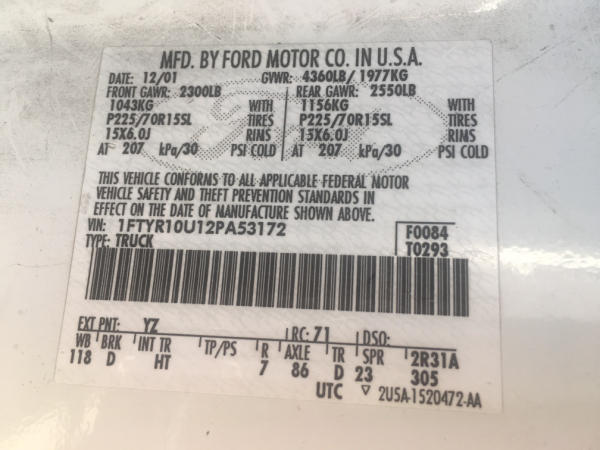 MFD. BY FORD MOTOR CO. IN U.S.A.
DATE: 12/01 GVWR: 4360LB/ 1977KG
FRONT GAWR: 2300LB REAR GAWR: 2550LB
1043KG WITH 1156KG WITH
P225/70R15SL TIRES P225/70R15SL TIRES
15X6.0J RIMS 15X6.0J RIMS
AT 207 kPa/30 PSI COLD AT 207 kPa/30 PSI COLD
THIS VEHICLE CONFORMS TO ALL APPLICABLE FEDERAL MOTOR
VEHICLE SAFETY AND THEFT PREVENTION STANDARDS IN
EFFECT ON THE DATE OF MANUFACTURE SHOWN ABOVE.
VIN: 1FTYR10U12PA53172 F0084
TYPE: TRUCK T0293
EXT PNT: YZ RC: 71 DSO:
WB BRK INT TR TP/PS R AXLE TR SPR 2R31A
118 D HT 7 86 D 23 305
UTC ▽ 2U5A-1520472-AA